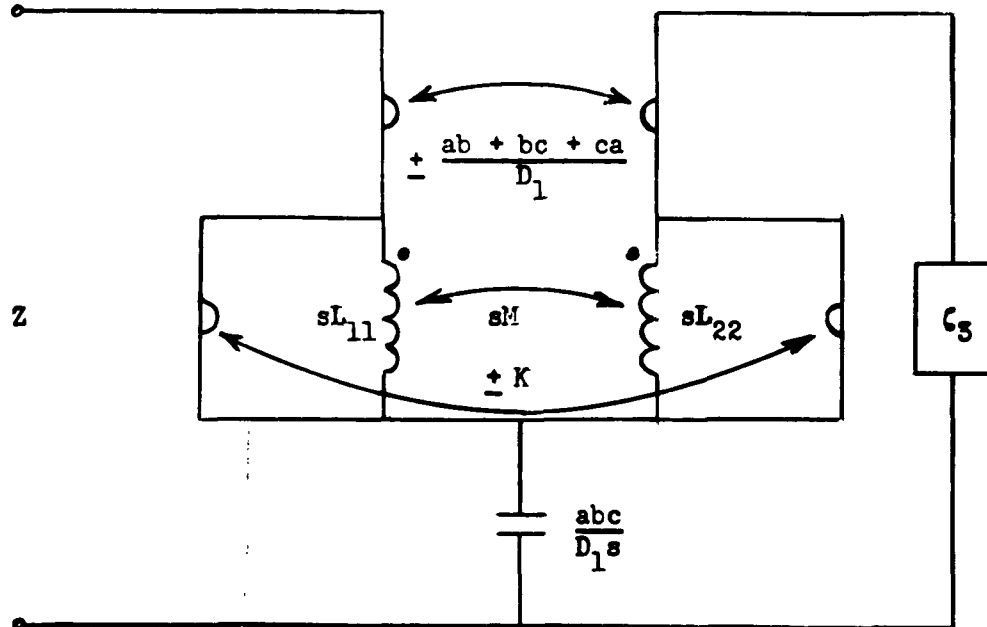 ± ab + bc + ca
D₁
Z
sL₁₁
sM
sL₂₂
ζ₃
± K
abc
D₁s